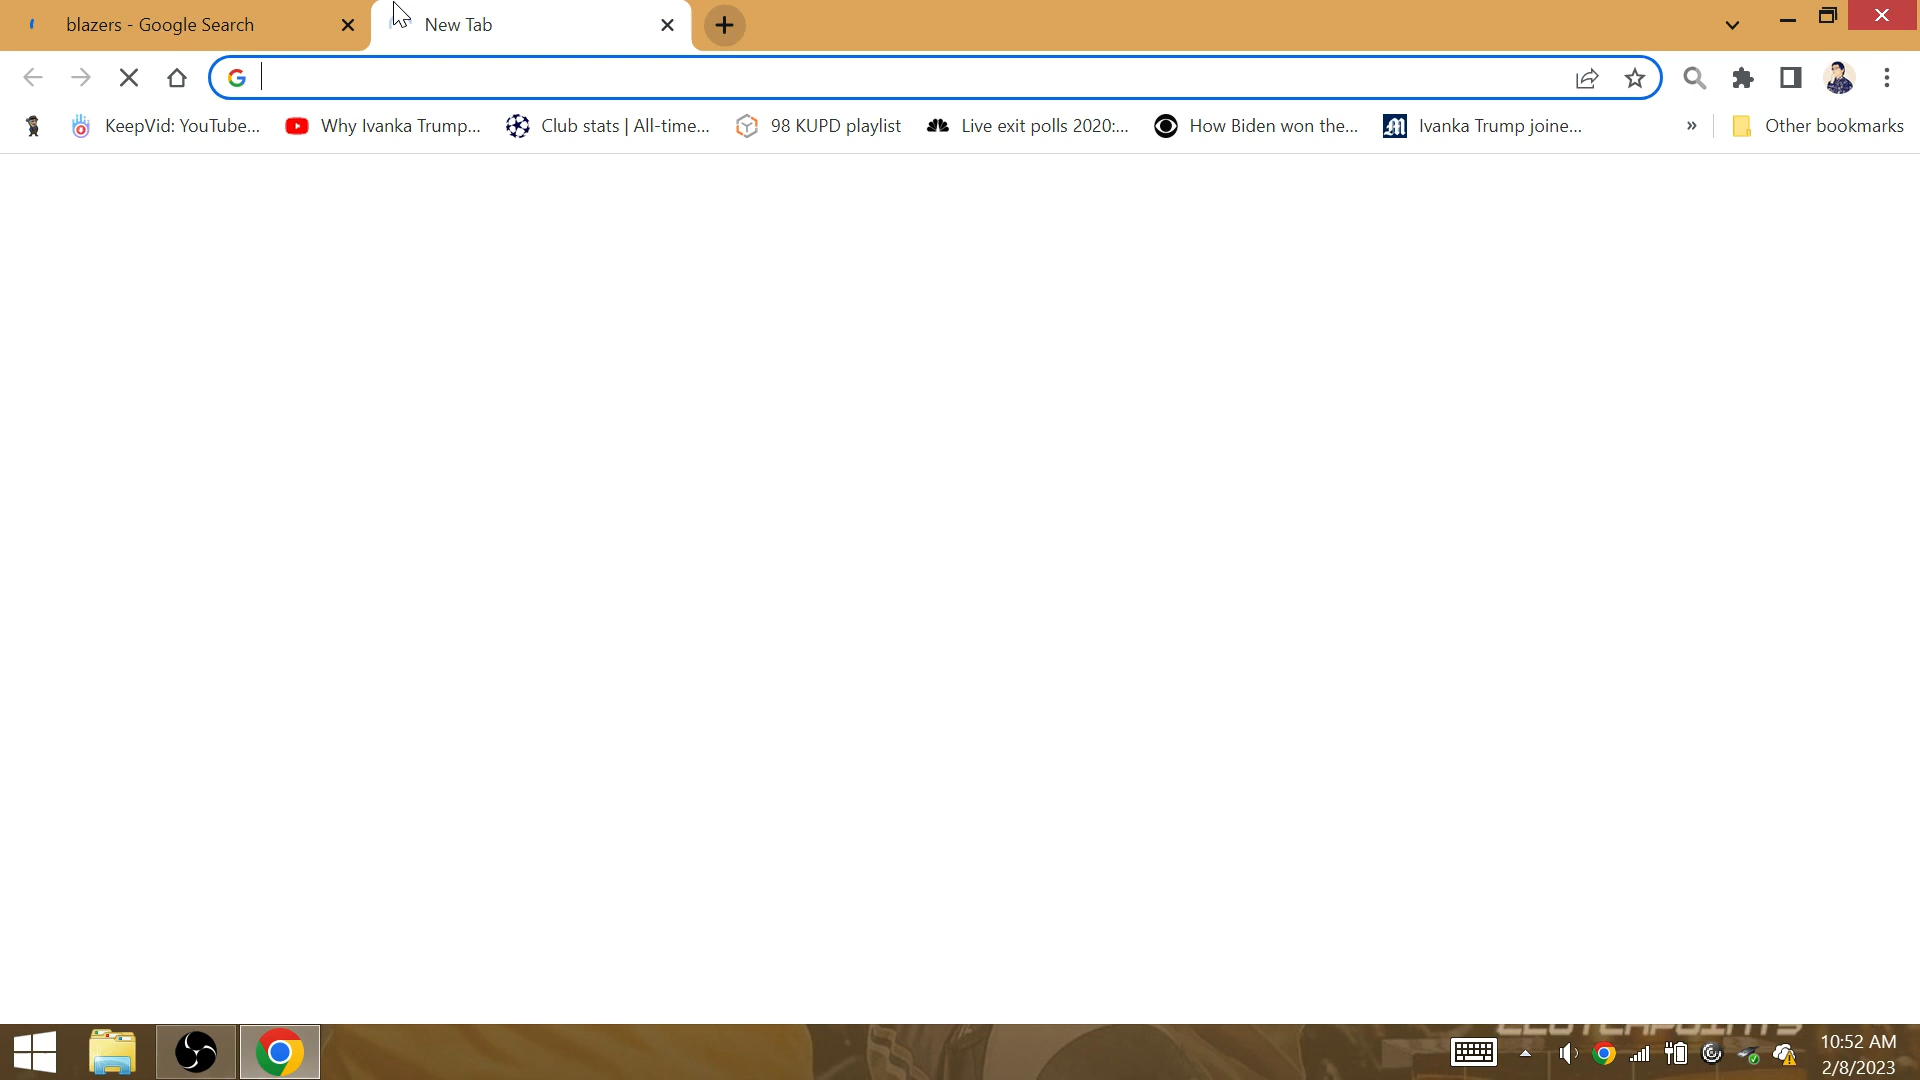 blazers - Google Search
New Tab
KeepVid: YouTube...
Why Ivanka Trump...
Club stats | All-time...
98 KUPD playlist
Live exit polls 2020:...
How Biden won the...
Ivanka Trump joine...
»
Other bookmarks
CLUTCHPOINTS
10:52 AM
2/8/2023